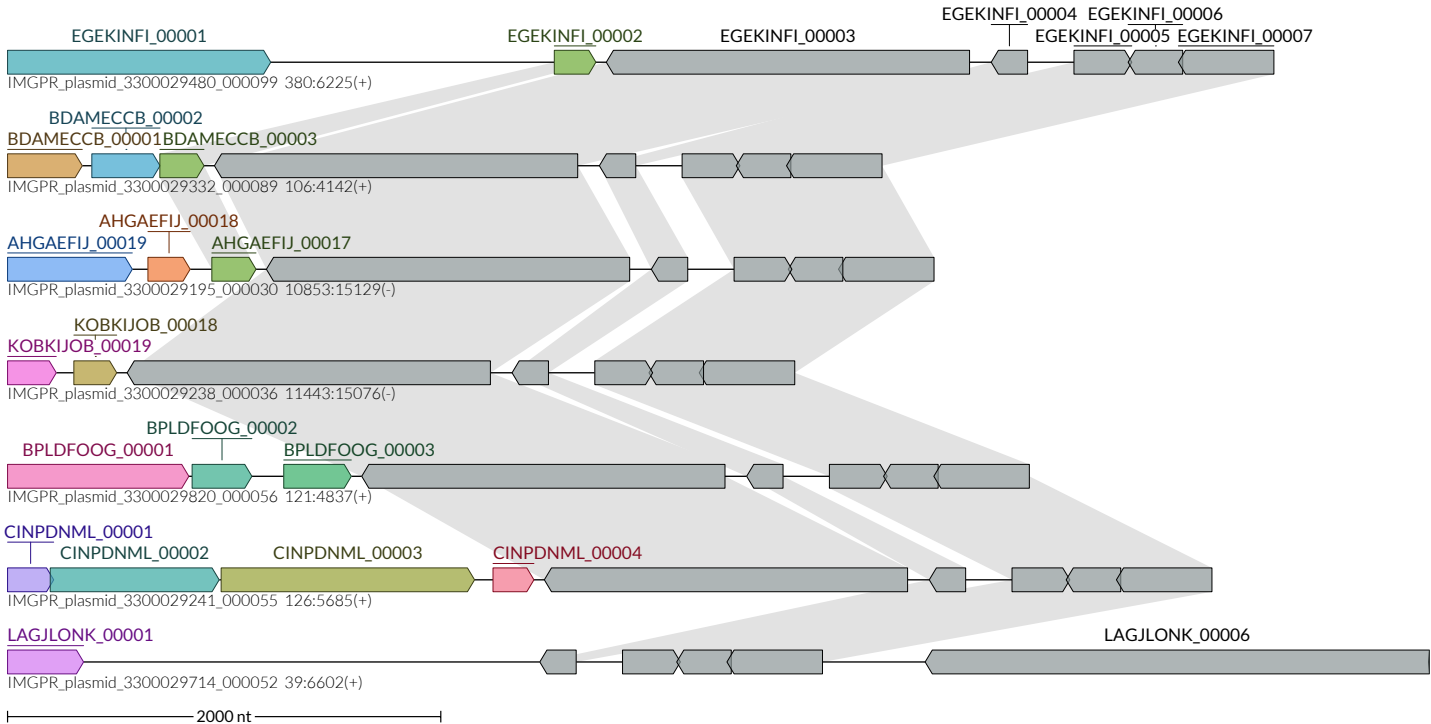 EGEKINFI_00004 EGEKINFI_00006
EGEKINFI_00001 EGEKINFI_00002 EGEKINFI_00003 EGEKINFI_00005 EGEKINFI_00007
IMGPR_plasmid_3300029480_000099 380:6225(+)
BDAMECCB_00002
BDAMECCB_00001 BDAMECCB_00003
IMGPR_plasmid_3300029332_000089 106:4142(+)
AHGAEFIJ_00018
AHGAEFIJ_00019 AHGAEFIJ_00017
IMGPR_plasmid_3300029195_000030 10853:15129(-)
KOBKIJOB_00018
KOBKIJOB_00019
IMGPR_plasmid_3300029238_000036 11443:15076(-)
BPLDFOOG_00002
BPLDFOOG_00001 BPLDFOOG_00003
IMGPR_plasmid_3300029820_000056 121:4837(+)
CINPDNML_00001
CINPDNML_00002 CINPDNML_00003 CINPDNML_00004
IMGPR_plasmid_3300029241_000055 126:5685(+)
LAGJLONK_00001 LAGJLONK_00006
IMGPR_plasmid_3300029714_000052 39:6602(+)
2000 nt